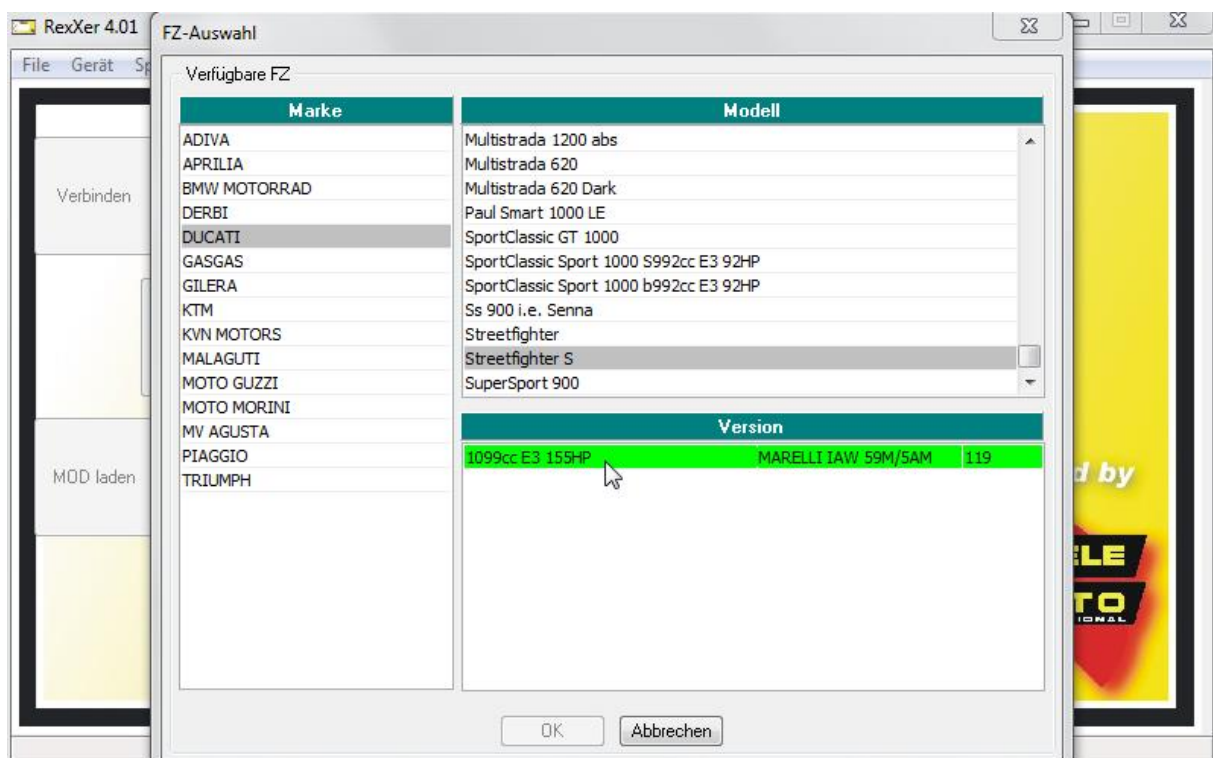 RexXer 4.01
FZ-Auswahl
File Gerät
Verfügbare FZ
Marke
ADIVA
APRILIA
BMW MOTORRAD
DERBI
DUCATI
GASGAS
GILERA
KTM
KVN MOTORS
MALAGUTI
MOTO GUZZI
MOTO MORINI
MV AGUSTA
PIAGGIO
TRIUMPH
Modell
Multistrada 1200 abs
Multistrada 620
Multistrada 620 Dark
Paul Smart 1000 LE
SportClassic GT 1000
SportClassic Sport 1000 S992cc E3 92HP
SportClassic Sport 1000 b992cc E3 92HP
Ss 900 i.e. Senna
Streetfighter
Streetfighter S
SuperSport 900
Version
1099cc E3 155HP MARELLI IAW 59M/5AM 119
Verbinden
MOD laden
by
OK Abbrechen